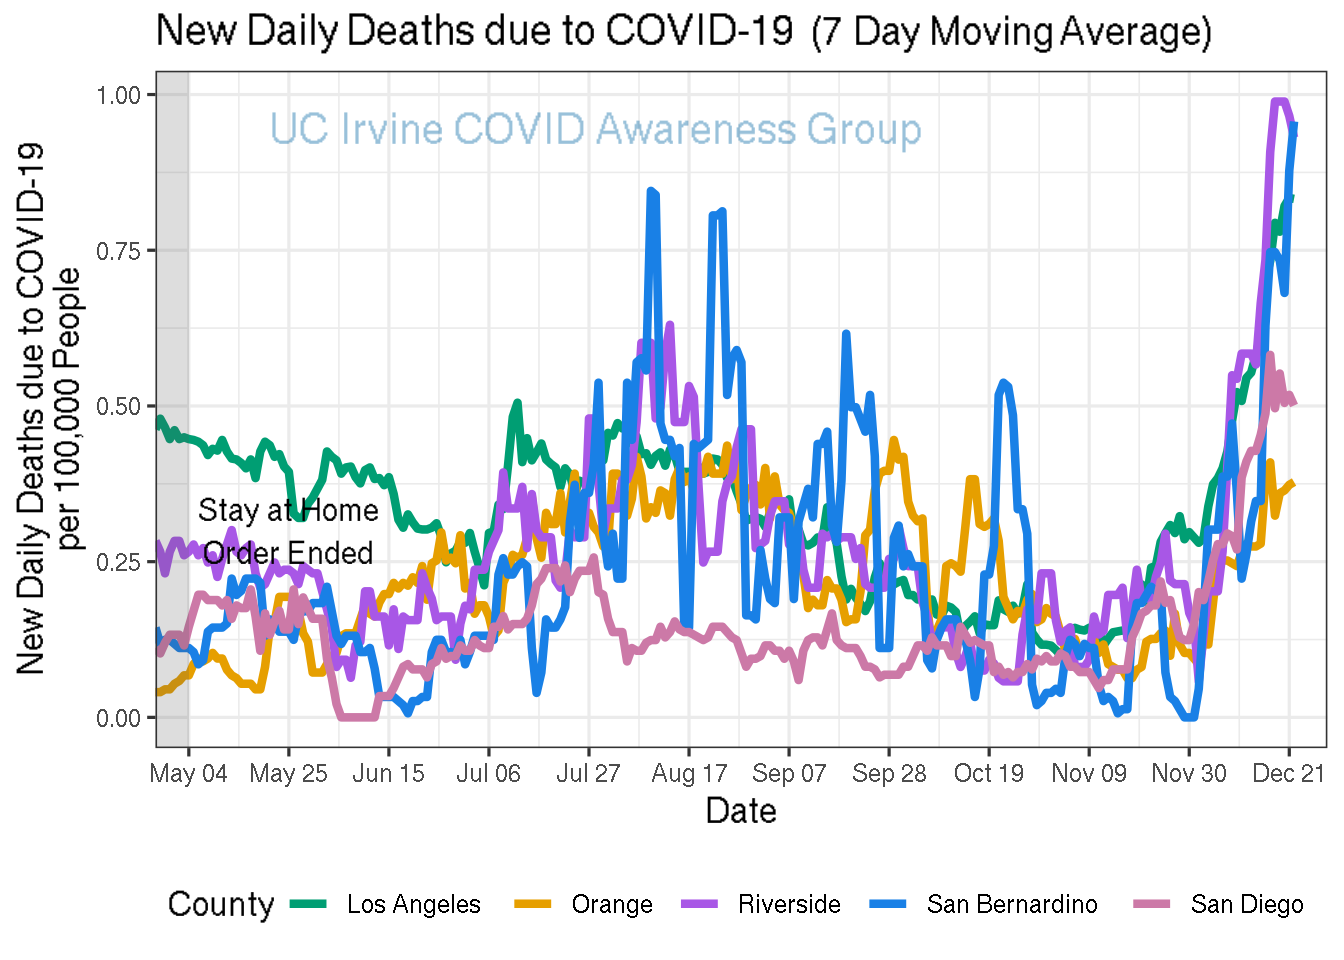 New Daily Deaths due to COVID-19 (7 Day Moving Average)
UC Irvine COVID Awareness Group
New Daily Deaths due to COVID-19
per 100,000 People
1.00
0.75
0.50
0.25
0.00
Stay at Home
Order Ended
May 04 May 25 Jun 15 Jul 06 Jul 27 Aug 17 Sep 07 Sep 28 Oct 19 Nov 09 Nov 30 Dec 21
Date
County Los Angeles Orange Riverside San Bernardino San Diego